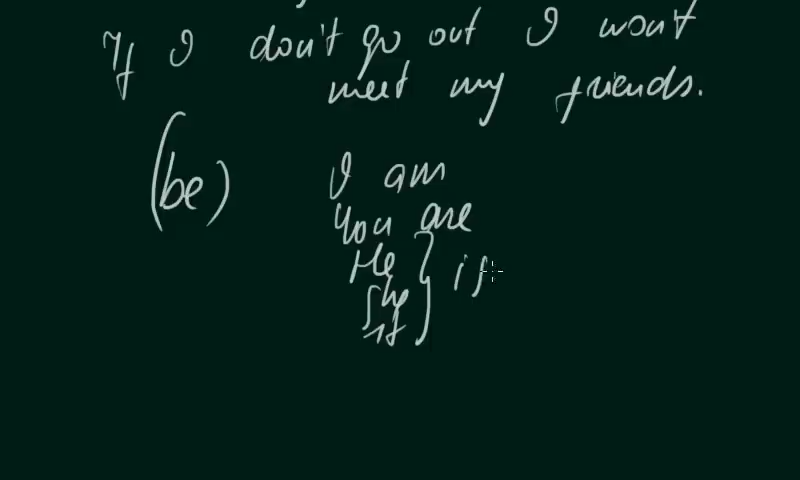 If I don't go out I won't
meet my friends.
(be) I am
You are
He
She } is
it